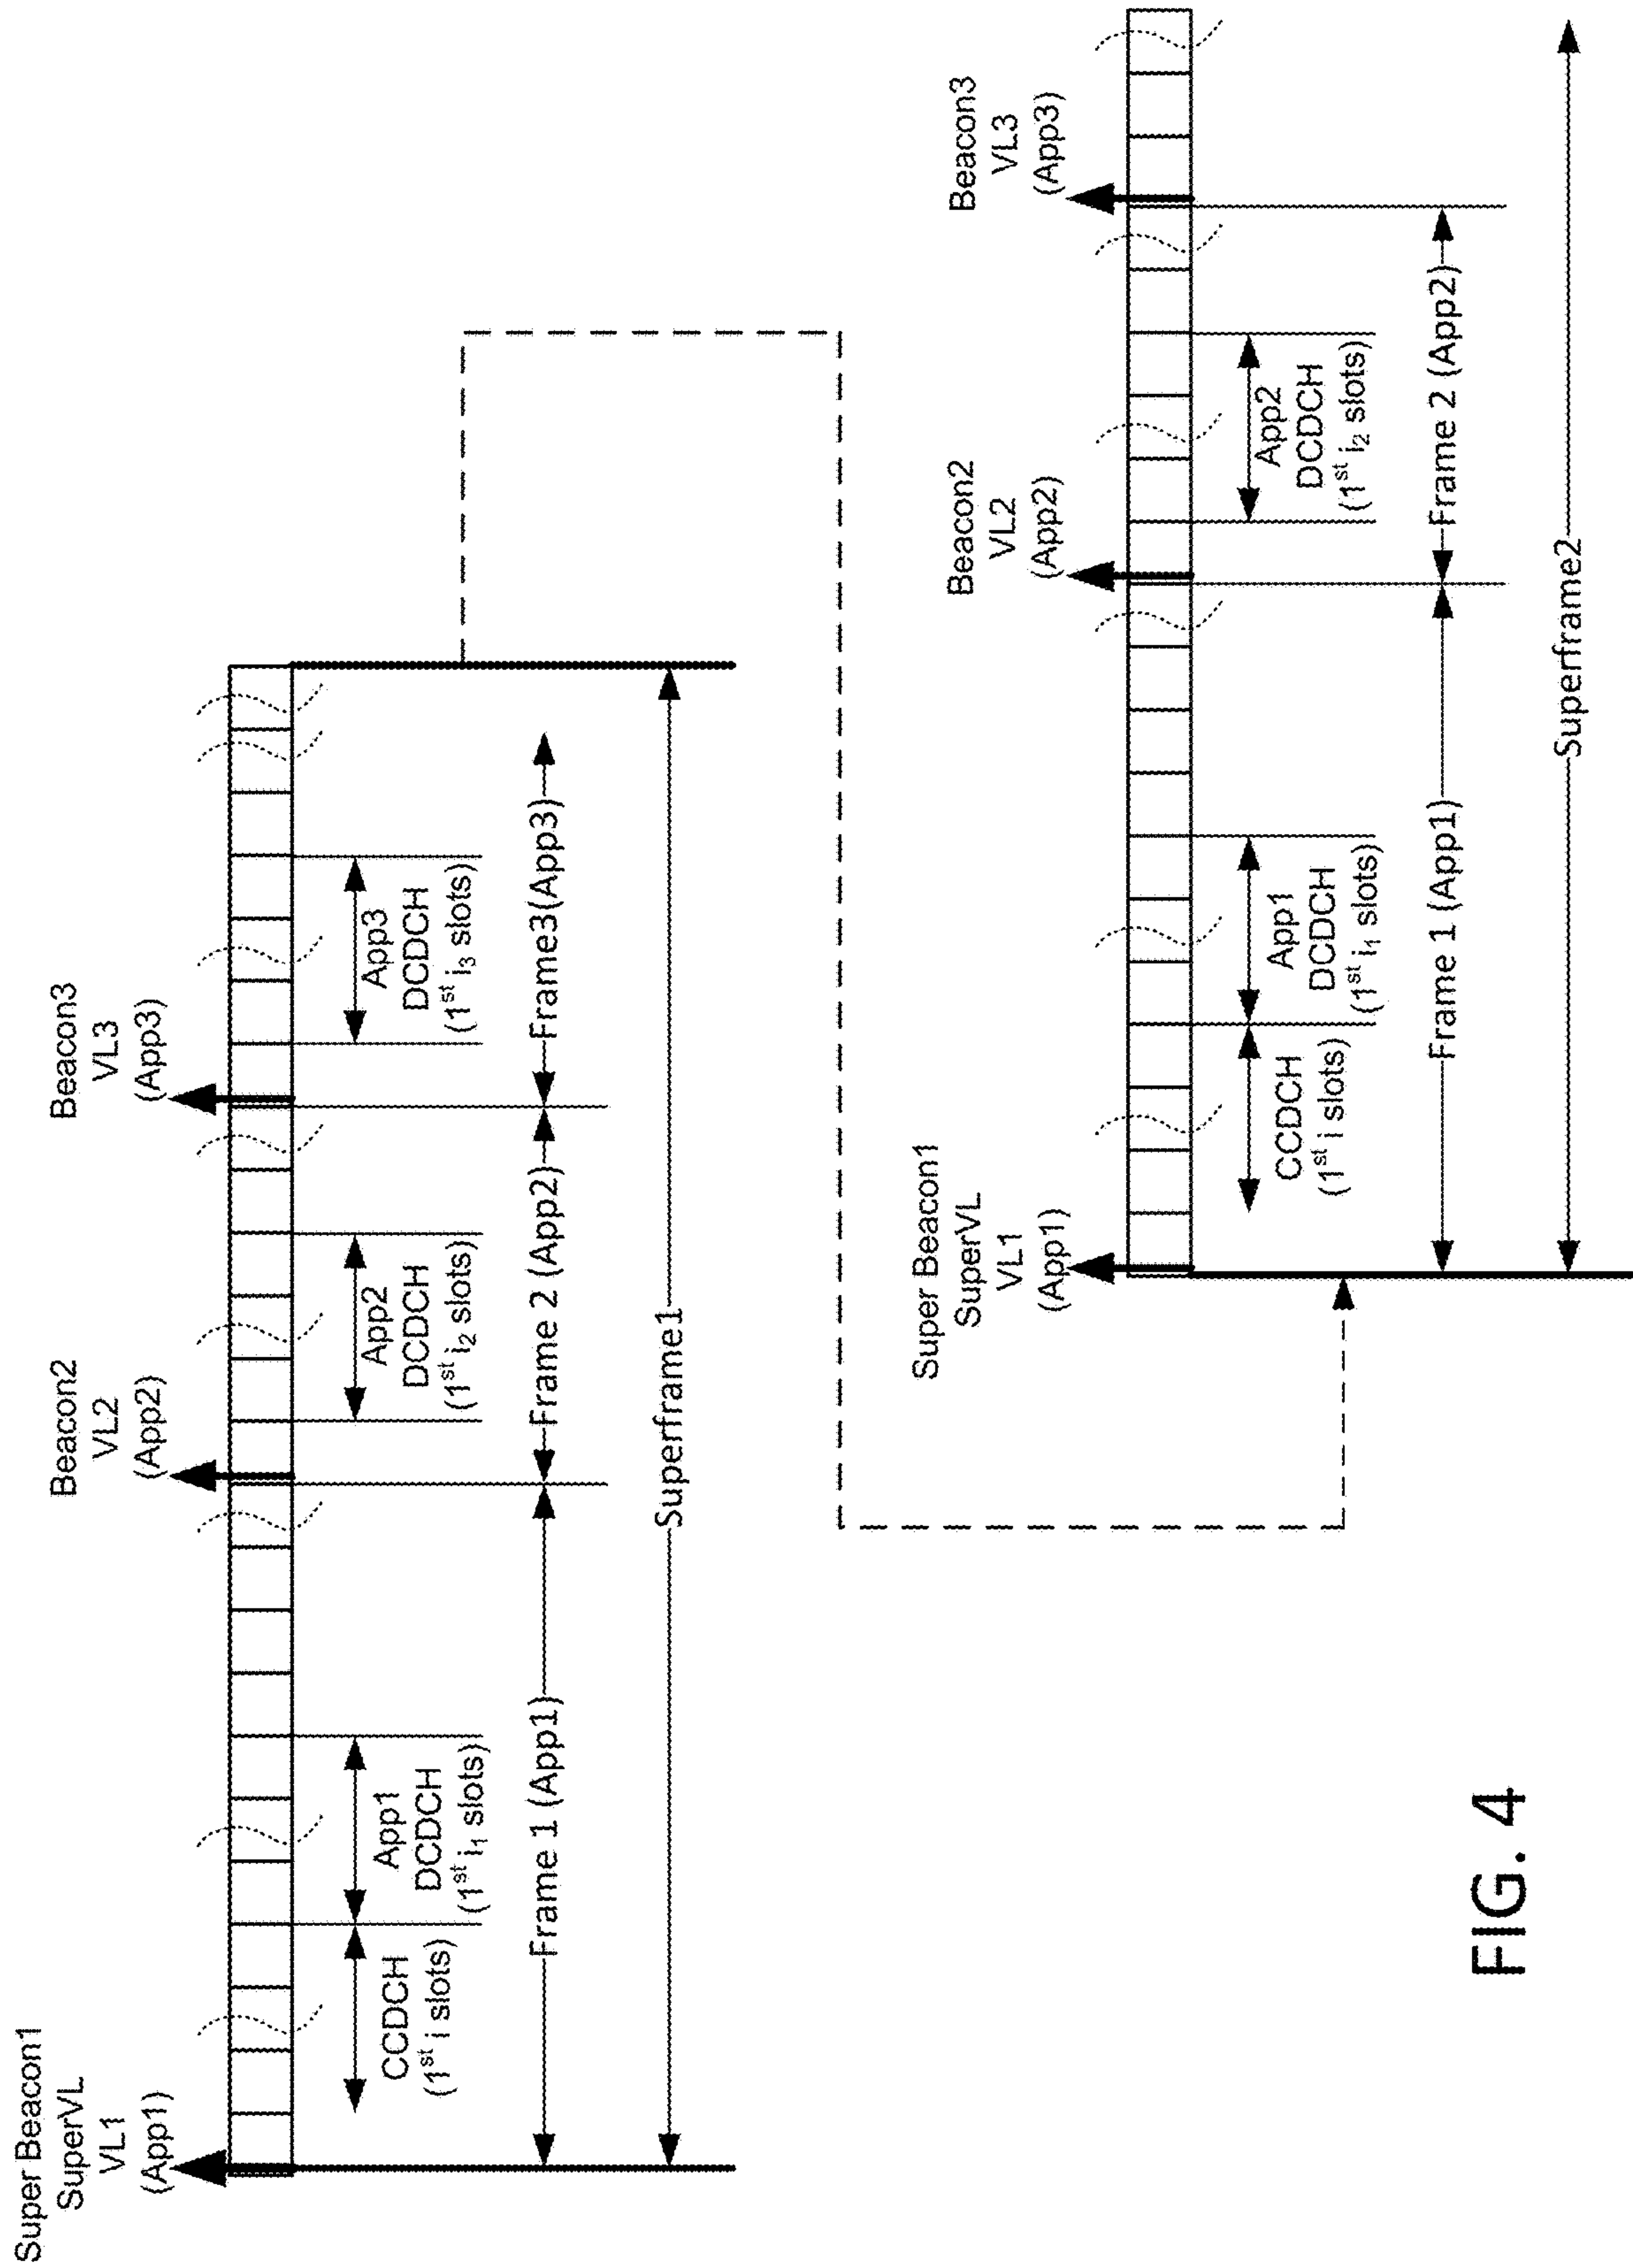 Super Beacon1
SuperVL
VL1
(App1)
Beacon2
VL2
(App2)
Beacon3
VL3
(App3)
CCDCH
(1st i slots)
App1
DCDCH
(1st i1 slots)
App2
DCDCH
(1st i2 slots)
App3
DCDCH
(1st i3 slots)
Frame 1 (App1)
Frame 2 (App2)
Frame3(App3)
Superframe1
Super Beacon1
SuperVL
VL1
(App1)
Beacon2
VL2
(App2)
Beacon3
VL3
(App3)
CCDCH
(1st i slots)
App1
DCDCH
(1st i1 slots)
App2
DCDCH
(1st i2 slots)
Frame 1 (App1)
Frame 2 (App2)
Superframe2
FIG. 4